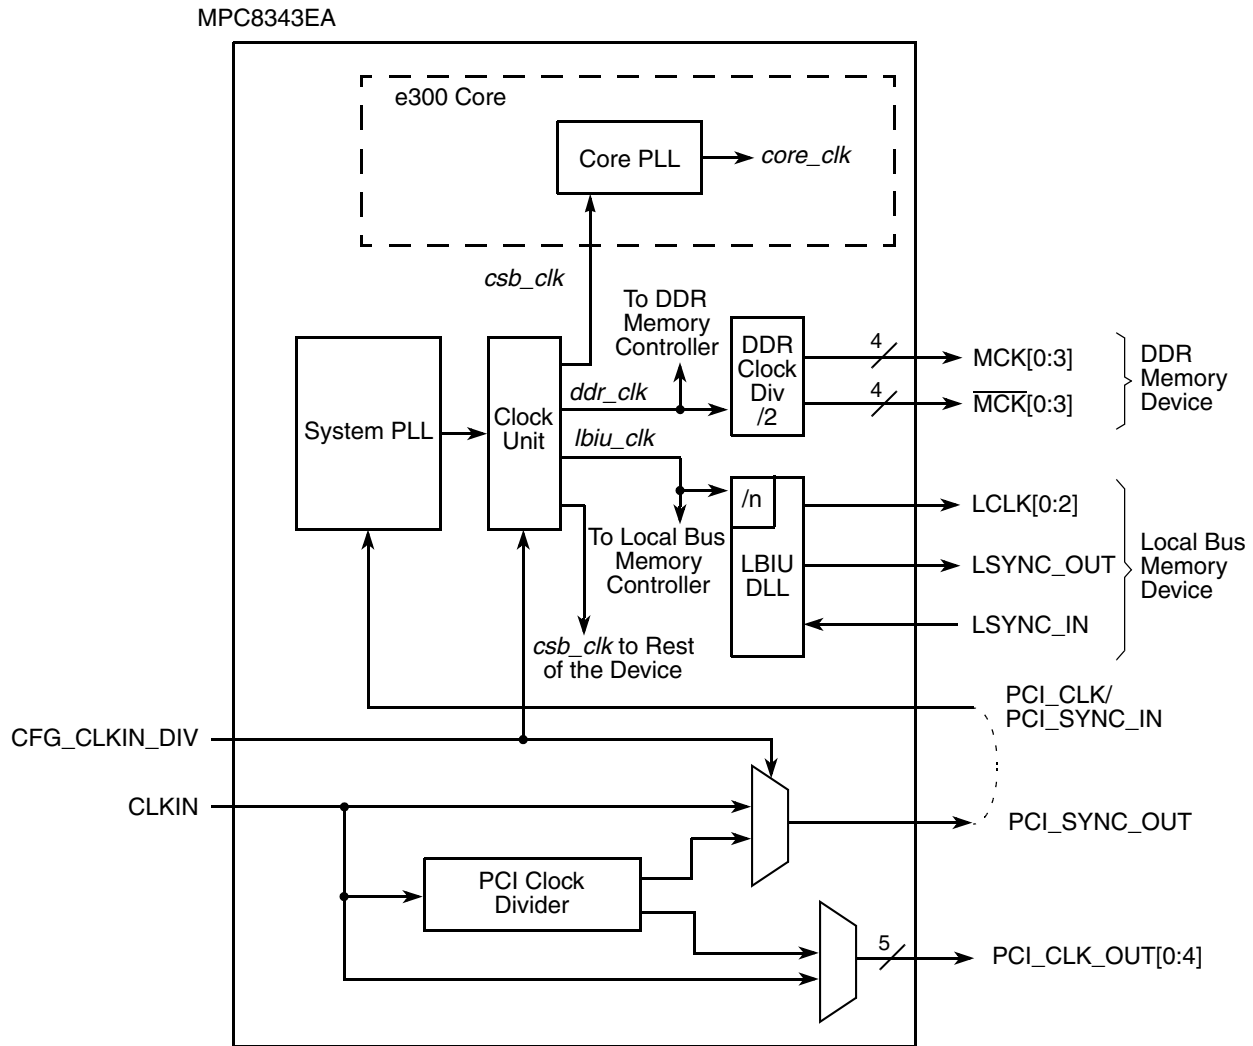 MPC8343EA
e300 Core
Core PLL
core_clk
csb_clk
To DDR
Memory
Controller
DDR
Clock
Div
/2
4
MCK[0:3]
4
MCK[0:3]
DDR
Memory
Device
System PLL
Clock
Unit
ddr_clk
lbiu_clk
/n
LBIU
DLL
To Local Bus
Memory
Controller
LCLK[0:2]
LSYNC_OUT
LSYNC_IN
Local Bus
Memory
Device
csb_clk to Rest
of the Device
PCI_CLK/
PCI_SYNC_IN
CFG_CLKIN_DIV
CLKIN
PCI_SYNC_OUT
PCI Clock
Divider
5
PCI_CLK_OUT[0:4]